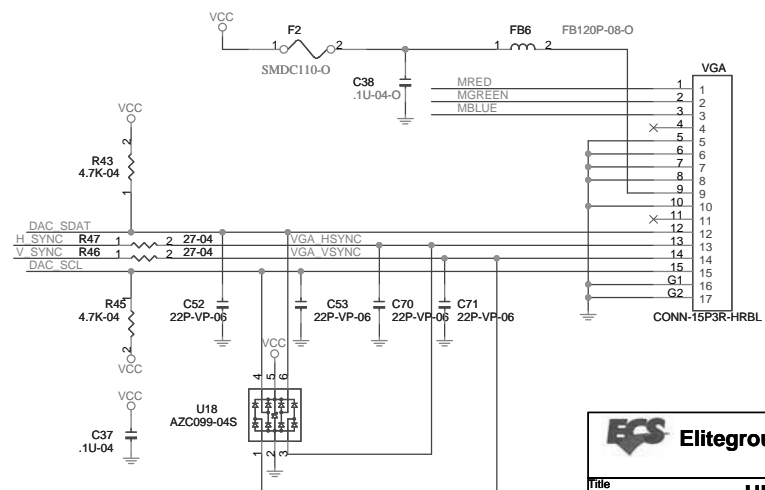 VCC
F2
FB6
FB120P-08-O
1
2
1
2
SMDC110-O
VGA
C38
.1U-04-O
MRED
MGREEN
MBLUE
1 1
2 2
3 3
4 4
5 5
6 6
7 7
8 8
9 9
10 10
11 11
12 12
13 13
14 14
15 15
G1 16
G2 17
CONN-15P3R-HRBL
VCC
2
R43
4.7K-04
1
DAC_SDAT
H_SYNC R47 1 2 27-04 VGA_HSYNC
V_SYNC R46 1 2 27-04 VGA_VSYNC
DAC_SCL
R45
4.7K-04
1
2
VCC
C52
22P-VP-06
C53
22P-VP-06
C70
22P-VP-06
C71
22P-VP-06
VCC
4 5 6
U18
AZC099-04S
1 2 3
VCC
C37
.1U-04
ECS
Elitegrou
Title